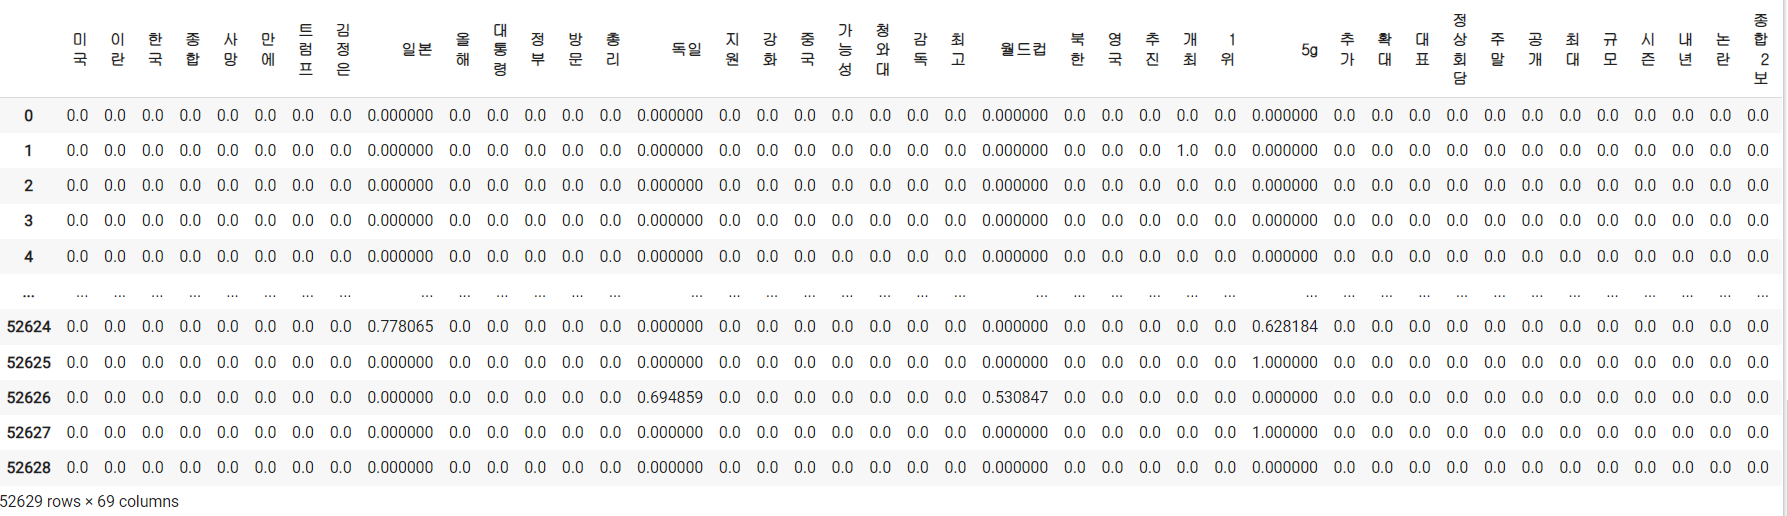 미국 이란 한국 종합 사망 만에 트럼프 김정은 일본 올해 대통령 정부 방문 총리 독일 지원 강화 중국 가능성 청와대 감독 최고 월드컵 북한 영국 추진 개최 1위 5g 추가 확대 대표 정상회담 주말 공개 최대 규모 시즌 내년 논란 종합2보
0 0.0 0.0 0.0 0.0 0.0 0.0 0.0 0.0 0.000000 0.0 0.0 0.0 0.0 0.0 0.000000 0.0 0.0 0.0 0.0 0.0 0.0 0.0 0.000000 0.0 0.0 0.0 0.0 0.0 0.000000 0.0 0.0 0.0 0.0 0.0 0.0 0.0 0.0 0.0 0.0 0.0 0.0
1 0.0 0.0 0.0 0.0 0.0 0.0 0.0 0.0 0.000000 0.0 0.0 0.0 0.0 0.0 0.000000 0.0 0.0 0.0 0.0 0.0 0.0 0.0 0.000000 0.0 0.0 0.0 1.0 0.0 0.000000 0.0 0.0 0.0 0.0 0.0 0.0 0.0 0.0 0.0 0.0 0.0 0.0
2 0.0 0.0 0.0 0.0 0.0 0.0 0.0 0.0 0.000000 0.0 0.0 0.0 0.0 0.0 0.000000 0.0 0.0 0.0 0.0 0.0 0.0 0.0 0.000000 0.0 0.0 0.0 0.0 0.0 0.000000 0.0 0.0 0.0 0.0 0.0 0.0 0.0 0.0 0.0 0.0 0.0 0.0
3 0.0 0.0 0.0 0.0 0.0 0.0 0.0 0.0 0.000000 0.0 0.0 0.0 0.0 0.0 0.000000 0.0 0.0 0.0 0.0 0.0 0.0 0.0 0.000000 0.0 0.0 0.0 0.0 0.0 0.000000 0.0 0.0 0.0 0.0 0.0 0.0 0.0 0.0 0.0 0.0 0.0 0.0
4 0.0 0.0 0.0 0.0 0.0 0.0 0.0 0.0 0.000000 0.0 0.0 0.0 0.0 0.0 0.000000 0.0 0.0 0.0 0.0 0.0 0.0 0.0 0.000000 0.0 0.0 0.0 0.0 0.0 0.000000 0.0 0.0 0.0 0.0 0.0 0.0 0.0 0.0 0.0 0.0 0.0 0.0
... ... ... ... ... ... ... ... ... ... ... ... ... ... ... ... ... ... ... ... ... ... ... ... ... ... ... ... ... ... ... ... ... ... ... ... ... ... ... ... ... ...
52624 0.0 0.0 0.0 0.0 0.0 0.0 0.0 0.0 0.778065 0.0 0.0 0.0 0.0 0.0 0.000000 0.0 0.0 0.0 0.0 0.0 0.0 0.0 0.000000 0.0 0.0 0.0 0.0 0.0 0.628184 0.0 0.0 0.0 0.0 0.0 0.0 0.0 0.0 0.0 0.0 0.0 0.0
52625 0.0 0.0 0.0 0.0 0.0 0.0 0.0 0.0 0.000000 0.0 0.0 0.0 0.0 0.0 0.000000 0.0 0.0 0.0 0.0 0.0 0.0 0.0 0.000000 0.0 0.0 0.0 0.0 0.0 1.000000 0.0 0.0 0.0 0.0 0.0 0.0 0.0 0.0 0.0 0.0 0.0 0.0
52626 0.0 0.0 0.0 0.0 0.0 0.0 0.0 0.0 0.000000 0.0 0.0 0.0 0.0 0.0 0.694859 0.0 0.0 0.0 0.0 0.0 0.0 0.0 0.530847 0.0 0.0 0.0 0.0 0.0 0.000000 0.0 0.0 0.0 0.0 0.0 0.0 0.0 0.0 0.0 0.0 0.0 0.0
52627 0.0 0.0 0.0 0.0 0.0 0.0 0.0 0.0 0.000000 0.0 0.0 0.0 0.0 0.0 0.000000 0.0 0.0 0.0 0.0 0.0 0.0 0.0 0.000000 0.0 0.0 0.0 0.0 0.0 1.000000 0.0 0.0 0.0 0.0 0.0 0.0 0.0 0.0 0.0 0.0 0.0 0.0
52628 0.0 0.0 0.0 0.0 0.0 0.0 0.0 0.0 0.000000 0.0 0.0 0.0 0.0 0.0 0.000000 0.0 0.0 0.0 0.0 0.0 0.0 0.0 0.000000 0.0 0.0 0.0 0.0 0.0 0.000000 0.0 0.0 0.0 0.0 0.0 0.0 0.0 0.0 0.0 0.0 0.0 0.0
52629 rows × 69 columns